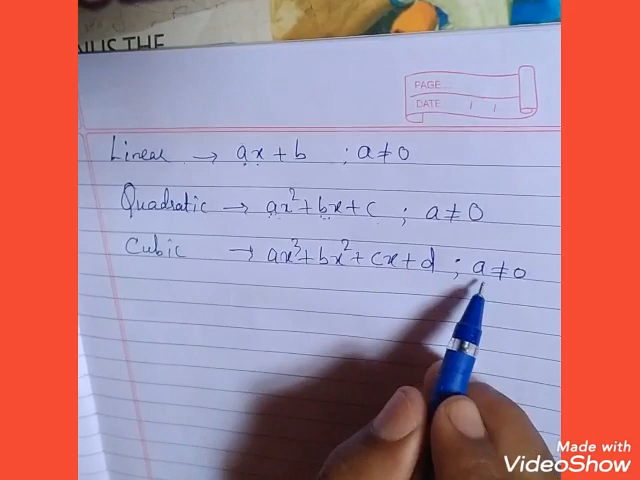 NUS THE
PAGE
DATE / /
Linear → ax + b ; a ≠ 0
Quadratic → ax² + bx + c ; a ≠ 0
Cubic → ax³ + bx² + cx + d ; a ≠ 0
Made with
VideoShow